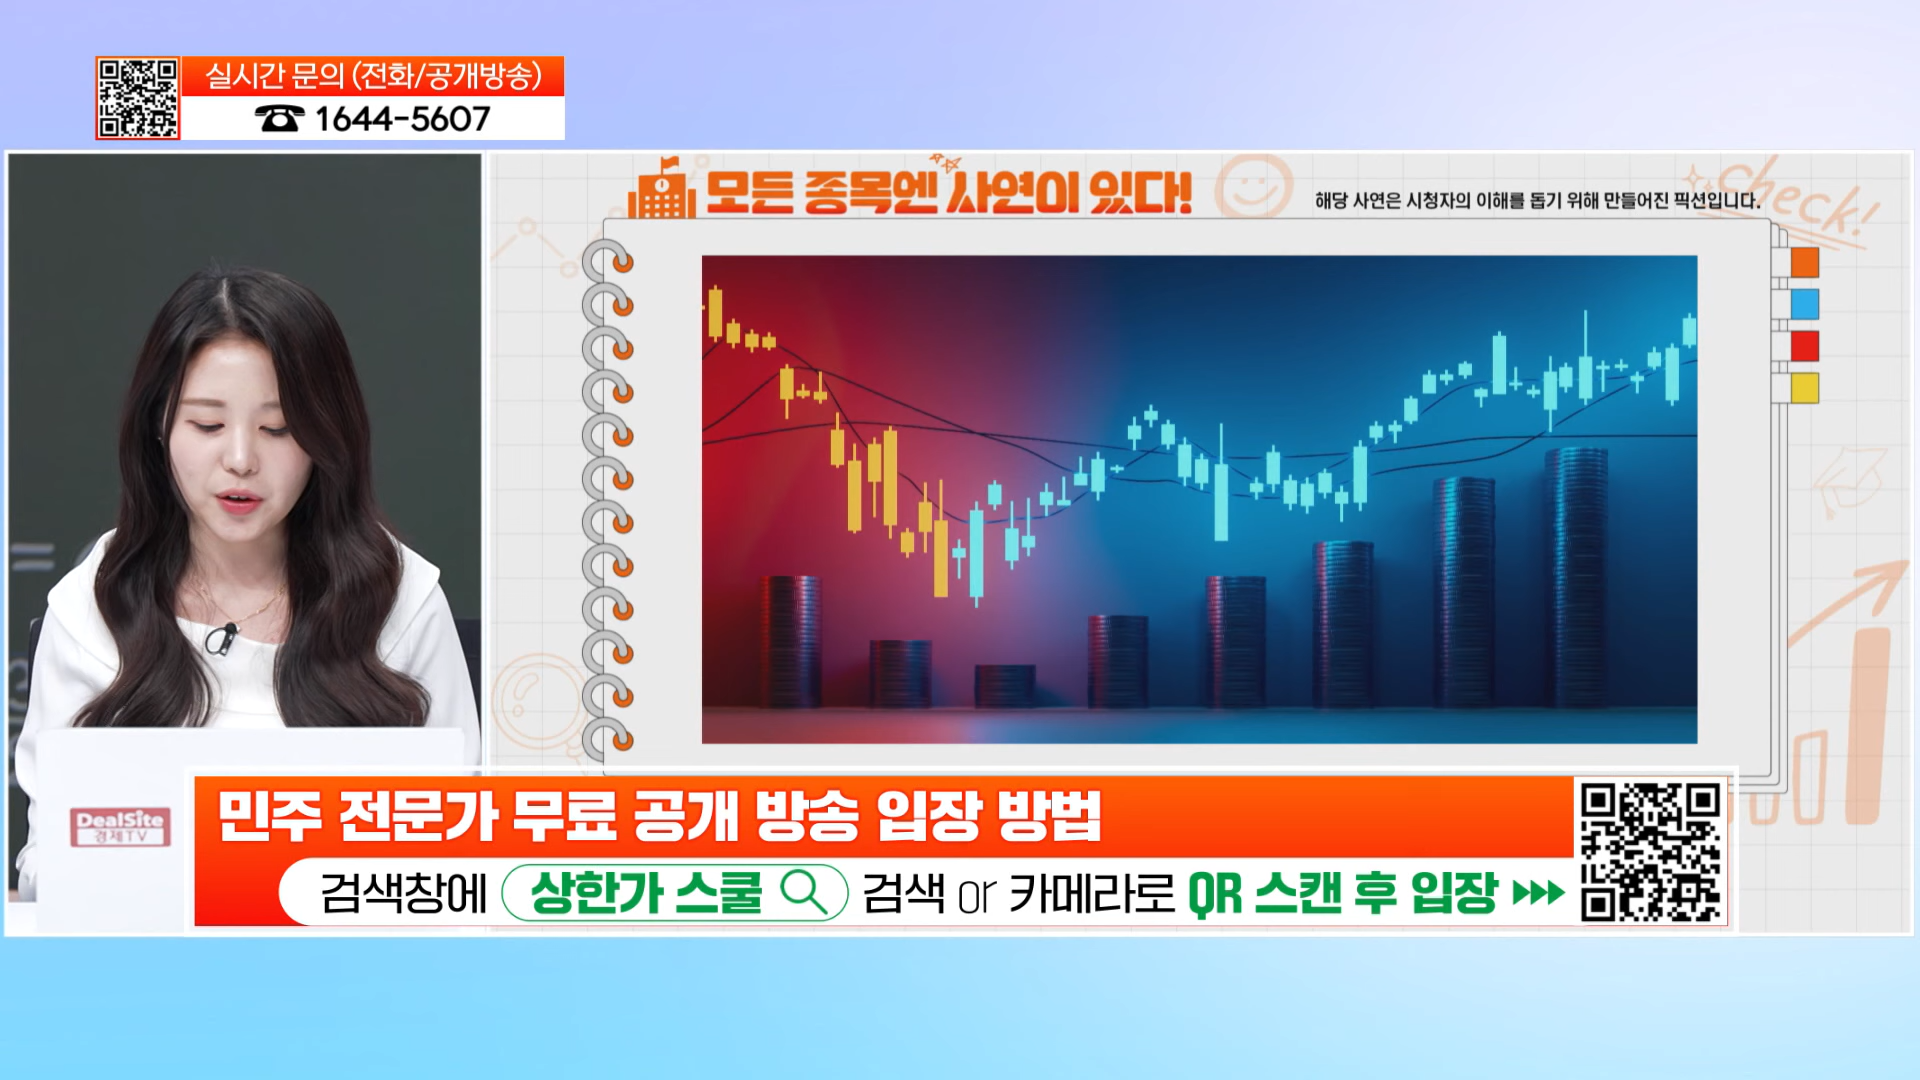 실시간 문의 (전화/공개방송)
☎ 1644-5607
모든 종목엔 사연이 있다!
해당 사연은 시청자의 이해를 돕기 위해 만들어진 픽션입니다.
Check!
DealSite
경제TV
민주 전문가 무료 공개 방송 입장 방법
검색창에 상한가 스쿨 검색 or 카메라로 QR 스캔 후 입장